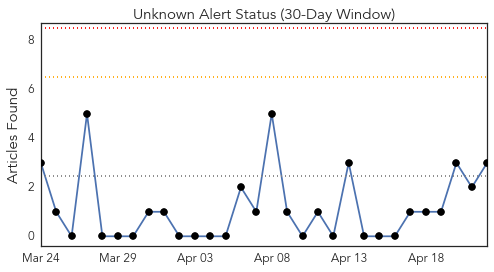 Unknown Alert Status (30-Day Window)
Articles Found
8
6
4
2
0
Mar 24 Mar 29 Apr 03 Apr 08 Apr 13 Apr 18